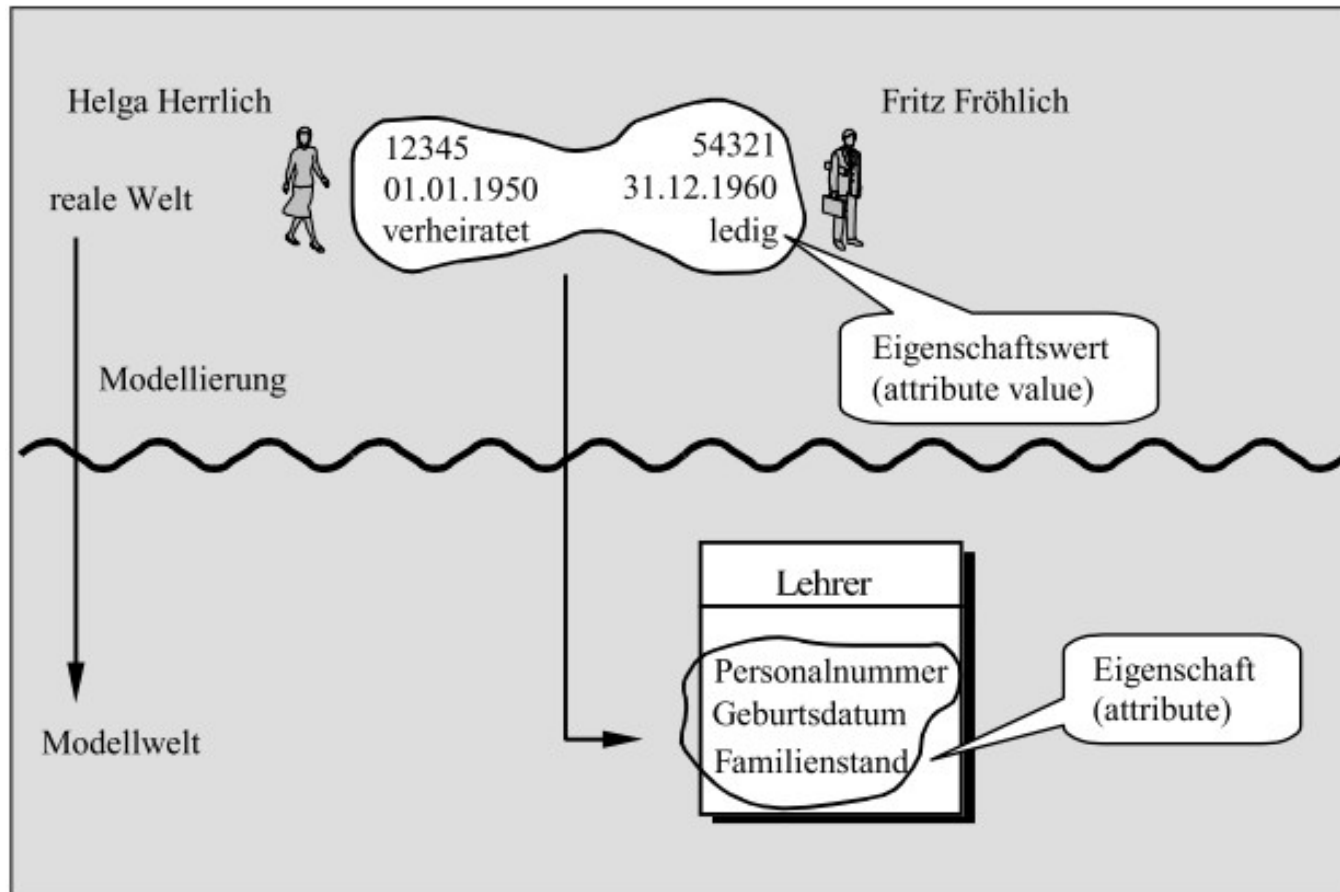 Helga Herrlich
Fritz Fröhlich
12345
54321
reale Welt
01.01.1950
31.12.1960
verheiratet
ledig
Eigenschaftswert
(attribute value)
Modellierung
Lehrer
Personalnummer
Geburtsdatum
Familienstand
Eigenschaft
(attribute)
Modellwelt